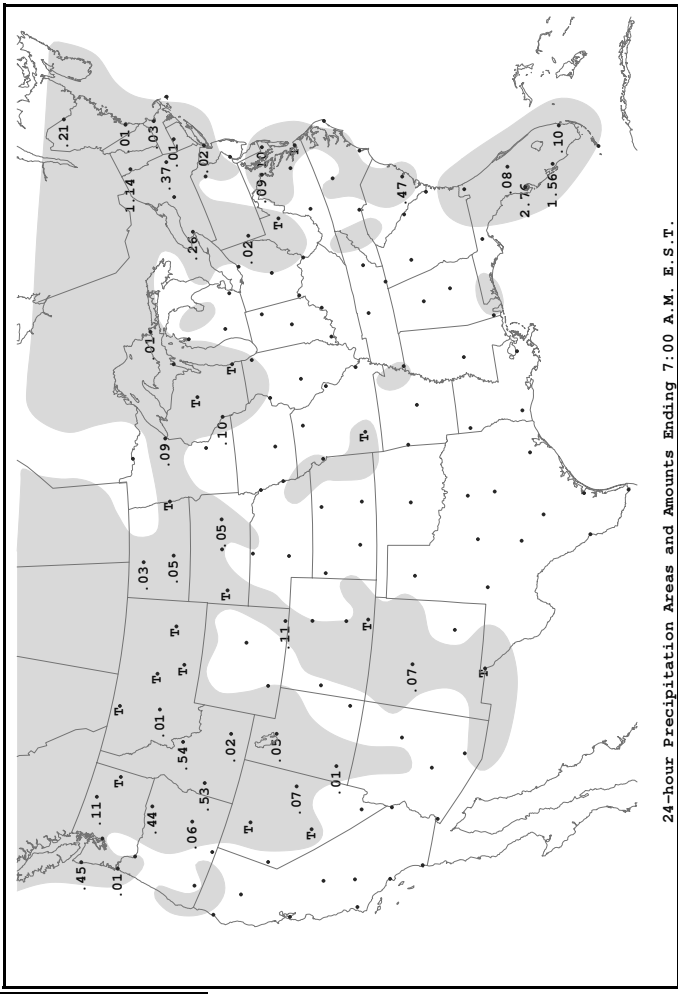 .21
.45
.11
.01
T
T
.01
1.14
.03
.01
.03
.44
.01
T
.09
.37
T
.05
.01
.54
T
T
.06
.26
T
.53
.02
.05
.10
T
.02
T
.02
T
.09
.10
.05
T
.11
.07
T
.01
T
T
.47
.07
T
.08
2.76
1.56
.10
24-hour Precipitation Areas and Amounts Ending 7:00 A.M. E.S.T.